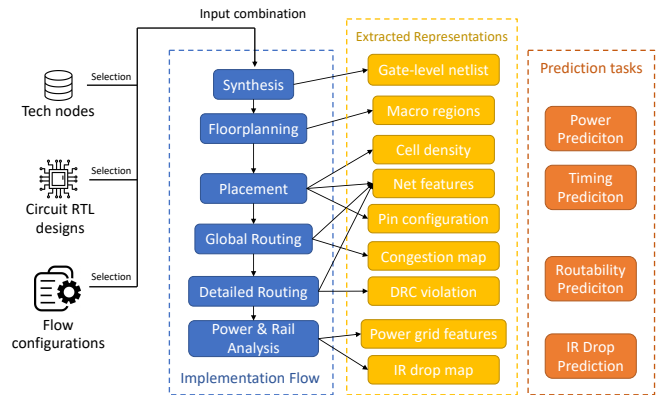 Input combination
Extracted Representations
Selection
Tech nodes
Selection
Circuit RTL
designs
Selection
Flow
configurations
Synthesis
Floorplanning
Placement
Global Routing
Detailed Routing
Power & Rail
Analysis
Implementation Flow
Gate-level netlist
Macro regions
Cell density
Net features
Pin configuration
Congestion map
DRC violation
Power grid features
IR drop map
Prediction tasks
Power
Prediciton
Timing
Prediciton
Routability
Prediciton
IR Drop
Prediction